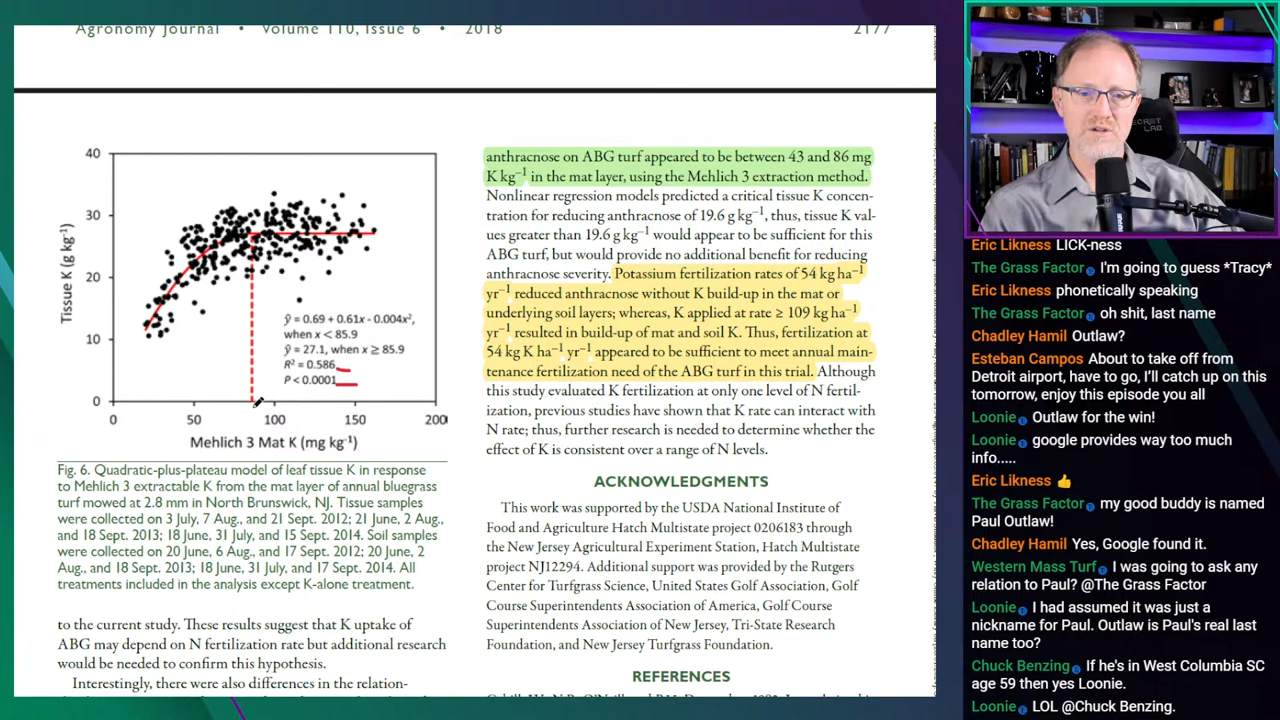 Agronomy Journal • Volume 110, Issue 6 • 2018 2177
40
30
20
10
0
0 50 100 150 200
Tissue K (g kg⁻¹)
ŷ = 0.69 + 0.61x - 0.004x²,
when x < 85.9
ŷ = 27.1, when x ≥ 85.9
R² = 0.586
P < 0.0001
Mehlich 3 Mat K (mg kg⁻¹)
Fig. 6. Quadratic-plus-plateau model of leaf tissue K in response
to Mehlich 3 extractable K from the mat layer of annual bluegrass
turf mowed at 2.8 mm in North Brunswick, NJ. Tissue samples
were collected on 3 July, 7 Aug., and 21 Sept. 2012; 21 June, 2 Aug.,
and 18 Sept. 2013; 18 June, 31 July, and 15 Sept. 2014. Soil samples
were collected on 20 June, 6 Aug., and 17 Sept. 2012; 20 June, 2
Aug., and 18 Sept. 2013; 18 June, 31 July, and 17 Sept. 2014. All
treatments included in the analysis except K-alone treatment.
to the current study. These results suggest that K uptake of
ABG may depend on N fertilization rate but additional research
would be needed to confirm this hypothesis.
Interestingly, there were also differences in the relation-
anthracnose on ABG turf appeared to be between 43 and 86 mg
K kg⁻¹ in the mat layer, using the Mehlich 3 extraction method.
Nonlinear regression models predicted a critical tissue K concen-
tration for reducing anthracnose of 19.6 g kg⁻¹, thus, tissue K val-
ues greater than 19.6 g kg⁻¹ would appear to be sufficient for this
ABG turf, but would provide no additional benefit for reducing
anthracnose severity. Potassium fertilization rates of 54 kg ha⁻¹
yr⁻¹ reduced anthracnose without K build-up in the mat or
underlying soil layers; whereas, K applied at rate ≥ 109 kg ha⁻¹
yr⁻¹ resulted in build-up of mat and soil K. Thus, fertilization at
54 kg K ha⁻¹ yr⁻¹ appeared to be sufficient to meet annual main-
tenance fertilization need of the ABG turf in this trial. Although
this study evaluated K fertilization at only one level of N fertil-
ization, previous studies have shown that K rate can interact with
N rate; thus, further research is needed to determine whether the
effect of K is consistent over a range of N levels.
ACKNOWLEDGMENTS
This work was supported by the USDA National Institute of
Food and Agriculture Hatch Multistate project 0206183 through
the New Jersey Agricultural Experiment Station, Hatch Multistate
project NJ12294. Additional support was provided by the Rutgers
Center for Turfgrass Science, United States Golf Association, Golf
Course Superintendents Association of America, Golf Course
Superintendents Association of New Jersey, Tri-State Research
Foundation, and New Jersey Turfgrass Foundation.
REFERENCES
SECRET
LAB
Eric Likness LICK-ness
The Grass Factor I'm going to guess *Tracy*
Eric Likness phonetically speaking
The Grass Factor oh shit, last name
Chadley Hamil Outlaw?
Esteban Campos About to take off from
Detroit airport, have to go, I'll catch up on this
tomorrow, enjoy this episode you all
Loonie Outlaw for the win!
Loonie google provides way too much
info.....
Eric Likness 👍
The Grass Factor my good buddy is named
Paul Outlaw!
Chadley Hamil Yes, Google found it.
Western Mass Turf I was going to ask any
relation to Paul? @The Grass Factor
Loonie I had assumed it was just a
nickname for Paul. Outlaw is Paul's real last
name too?
Chuck Benzing If he's in West Columbia SC
age 59 then yes Loonie.
Loonie LOL @Chuck Benzing.